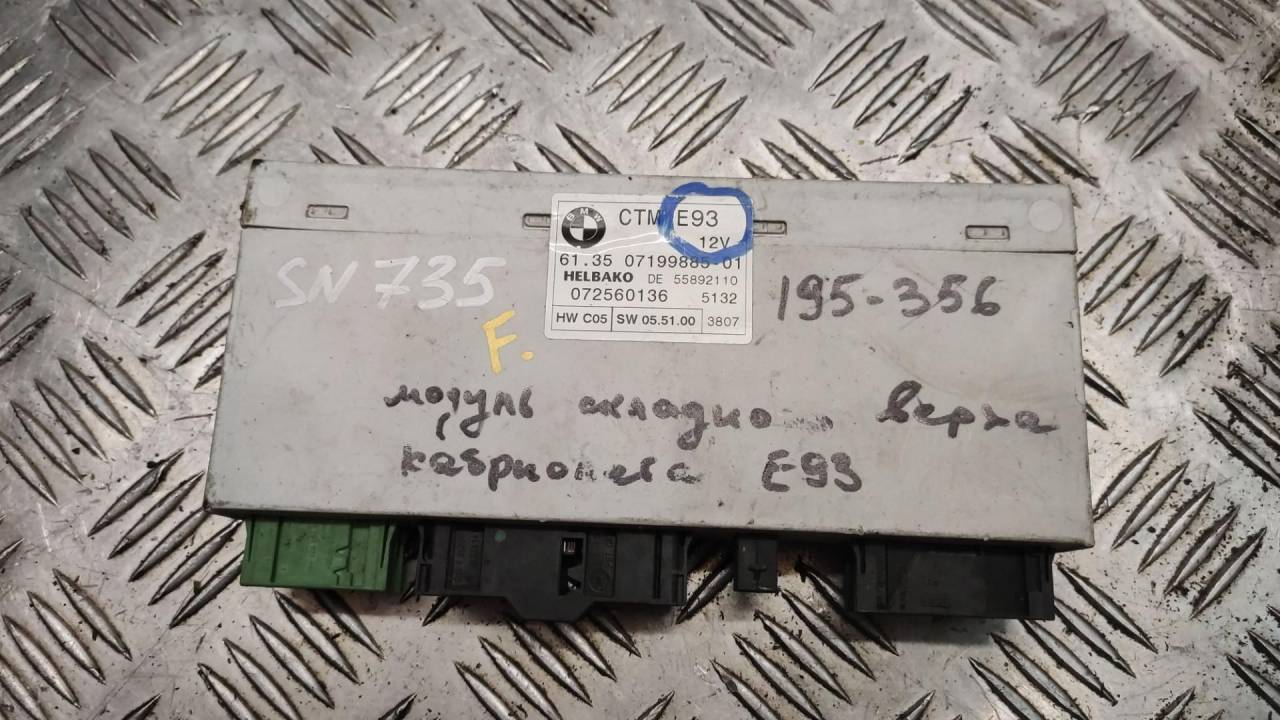 BMW
CTM E93
12V
61.35 07199885-01
HELBAKO DE 55892110
072560136 5132
HW C05 SW 05.51.00 3807
SN 735
195-356
F.
модуль верха
кабриолета E93